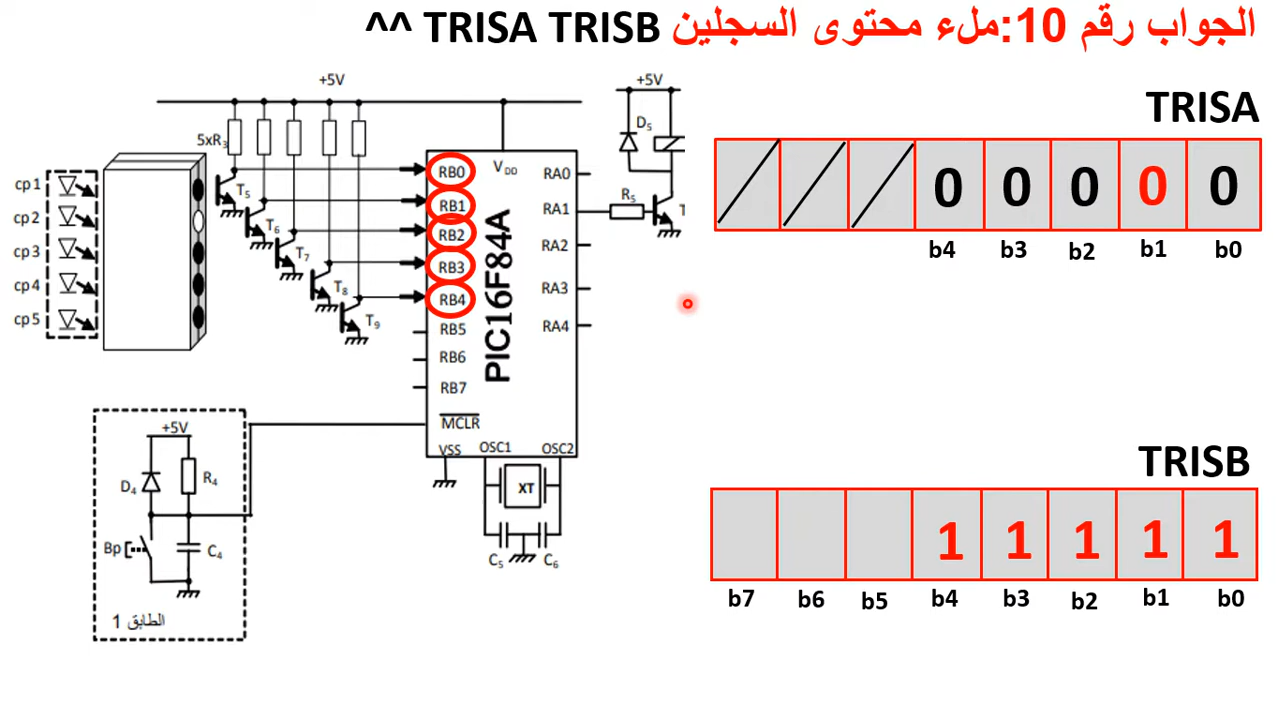 الجواب رقم 10:ملء محتوى السجلين TRISA TRISB ^^
+5V
+5V
TRISA
5xR3
D5
VDD
RB0
RA0
cp1
T5
R5
RB1
RA1
T
cp2
T6
RB2
RA2
cp3
T7
RB3
RA3
cp4
T8
RB4
RA4
cp5
T9
RB5
RB6
RB7
PIC16F84A
0 0 0 0 0
b4 b3 b2 b1 b0
MCLR
VSS
OSC1
OSC2
XT
C5
C6
+5V
D4
R4
Bp
C4
الطابق 1
TRISB
1 1 1 1 1
b7 b6 b5 b4 b3 b2 b1 b0